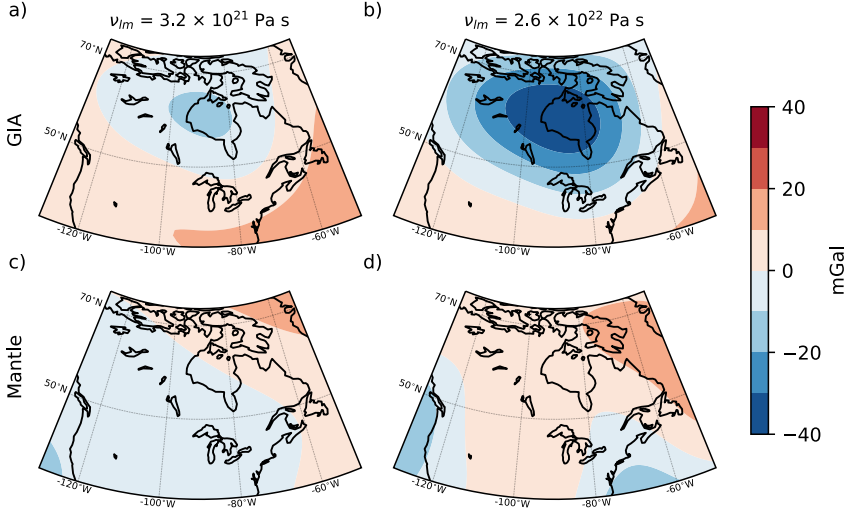 a)
ν_lm = 3.2 × 10^21 Pa s
b)
ν_lm = 2.6 × 10^22 Pa s
GIA
70°N
50°N
-120°W
-100°W
-80°W
-60°W
70°N
50°N
-120°W
-100°W
-80°W
-60°W
c)
d)
Mantle
70°N
50°N
-120°W
-100°W
-80°W
-60°W
70°N
50°N
-120°W
-100°W
-80°W
-60°W
40
20
0
−20
−40
mGal